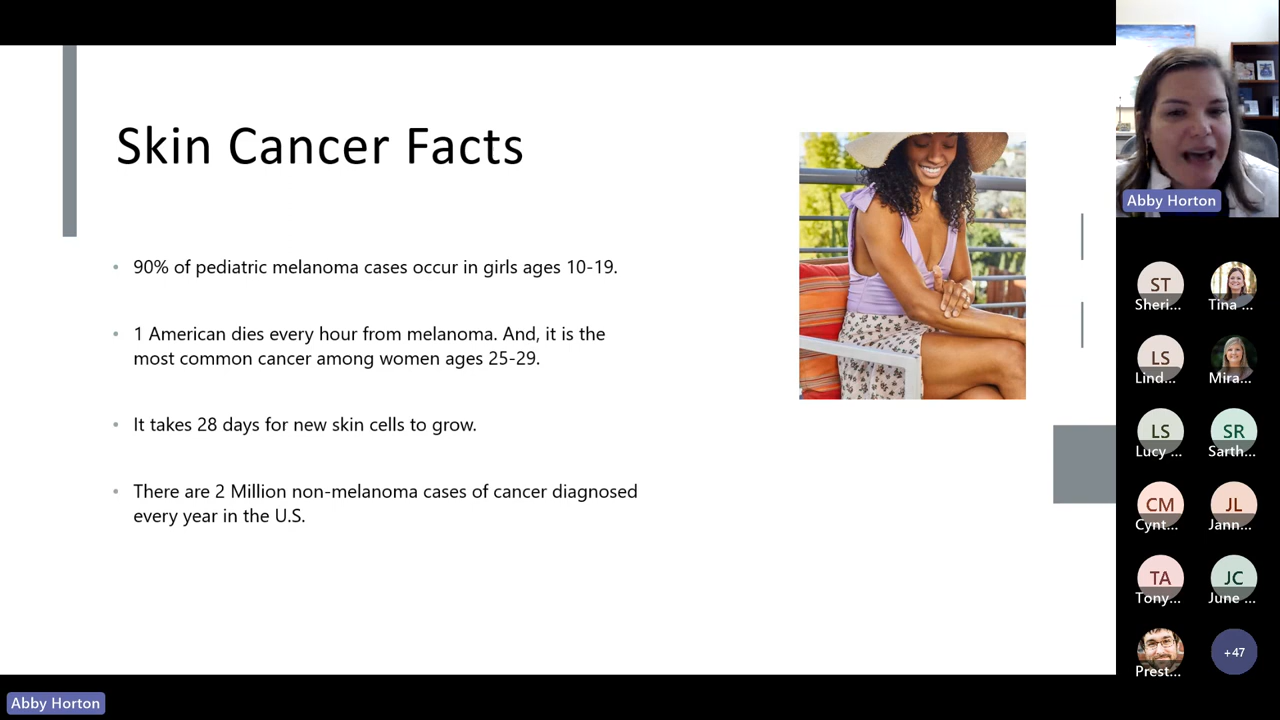 Skin Cancer Facts
• 90% of pediatric melanoma cases occur in girls ages 10-19.
• 1 American dies every hour from melanoma. And, it is the
most common cancer among women ages 25-29.
• It takes 28 days for new skin cells to grow.
• There are 2 Million non-melanoma cases of cancer diagnosed
every year in the U.S.
Abby Horton
ST
Sheri...
Tina ...
LS
Lind...
Mira...
LS
Lucy ...
SR
Sarth...
CM
Cynt...
JL
Jann...
TA
Tony...
JC
June ...
Prest...
+47
Abby Horton